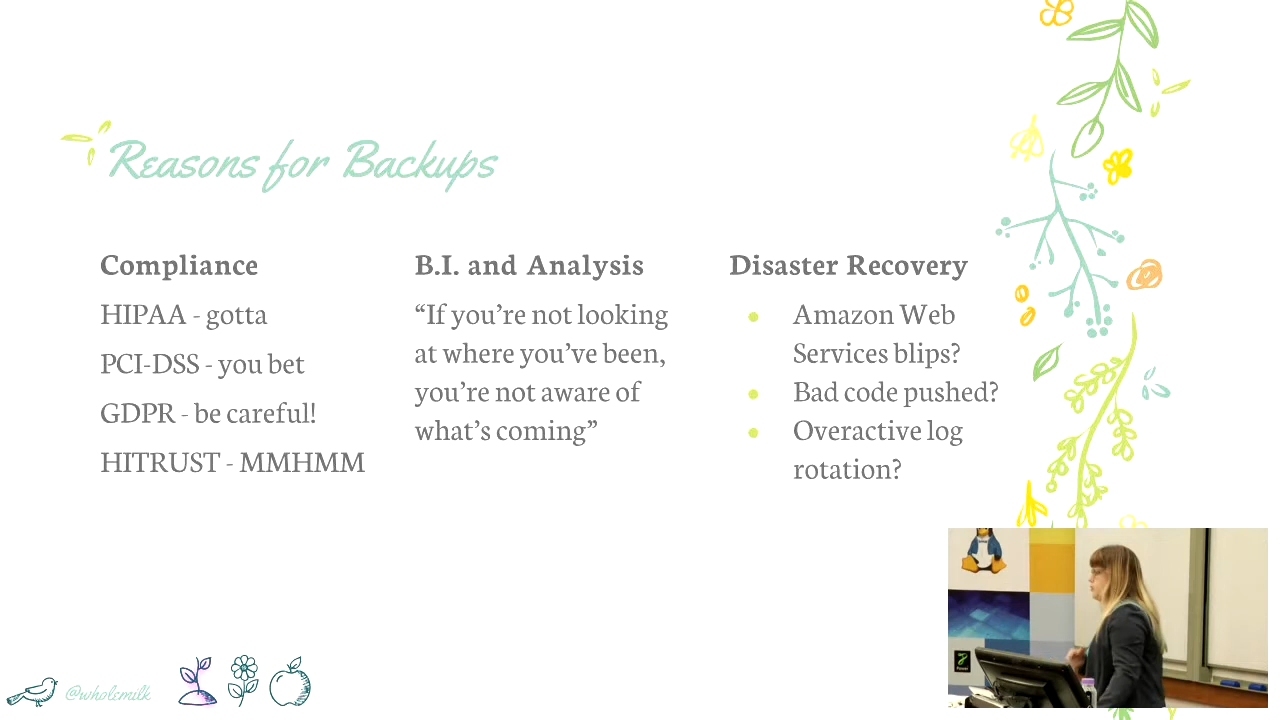 Reasons for Backups
Compliance
HIPAA - gotta
PCI-DSS - you bet
GDPR - be careful!
HITRUST - MMHMM
B.I. and Analysis
“If you’re not looking
at where you’ve been,
you’re not aware of
what’s coming”
Disaster Recovery
Amazon Web
Services blips?
Bad code pushed?
Overactive log
rotation?
@wholemilk